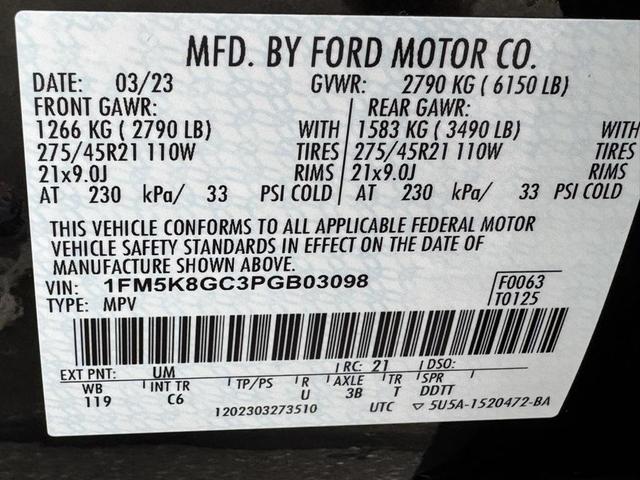 MFD. BY FORD MOTOR CO.
DATE: 03/23 GVWR: 2790 KG ( 6150 LB)
FRONT GAWR: REAR GAWR:
1266 KG ( 2790 LB) WITH 1583 KG ( 3490 LB) WITH
275/45R21 110W TIRES 275/45R21 110W TIRES
21x9.0J RIMS 21x9.0J RIMS
AT 230 kPa/ 33 PSI COLD AT 230 kPa/ 33 PSI COLD
THIS VEHICLE CONFORMS TO ALL APPLICABLE FEDERAL MOTOR
VEHICLE SAFETY STANDARDS IN EFFECT ON THE DATE OF
MANUFACTURE SHOWN ABOVE.
VIN: 1FM5K8GC3PGB03098 F0063
TYPE: MPV T0125
EXT PNT: UM RC: 21 DSO:
WB INT TR TP/PS R AXLE TR SPR
119 C6 U 3B T DDTT
1202303273510 UTC ▽ 5U5A-1520472-BA